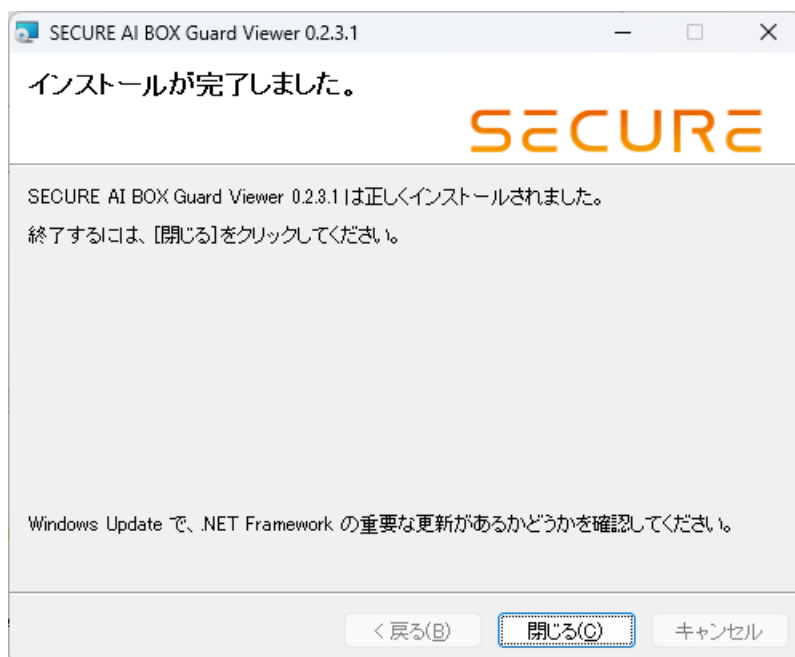 SECURE AI BOX Guard Viewer 0.2.3.1
インストールが完了しました。
SECURE
SECURE AI BOX Guard Viewer 0.2.3.1 は正しくインストールされました。
終了するには、[閉じる]をクリックしてください。
Windows Update で、.NET Framework の重要な更新があるかどうかを確認してください。
< 戻る(B) 閉じる(C) キャンセル